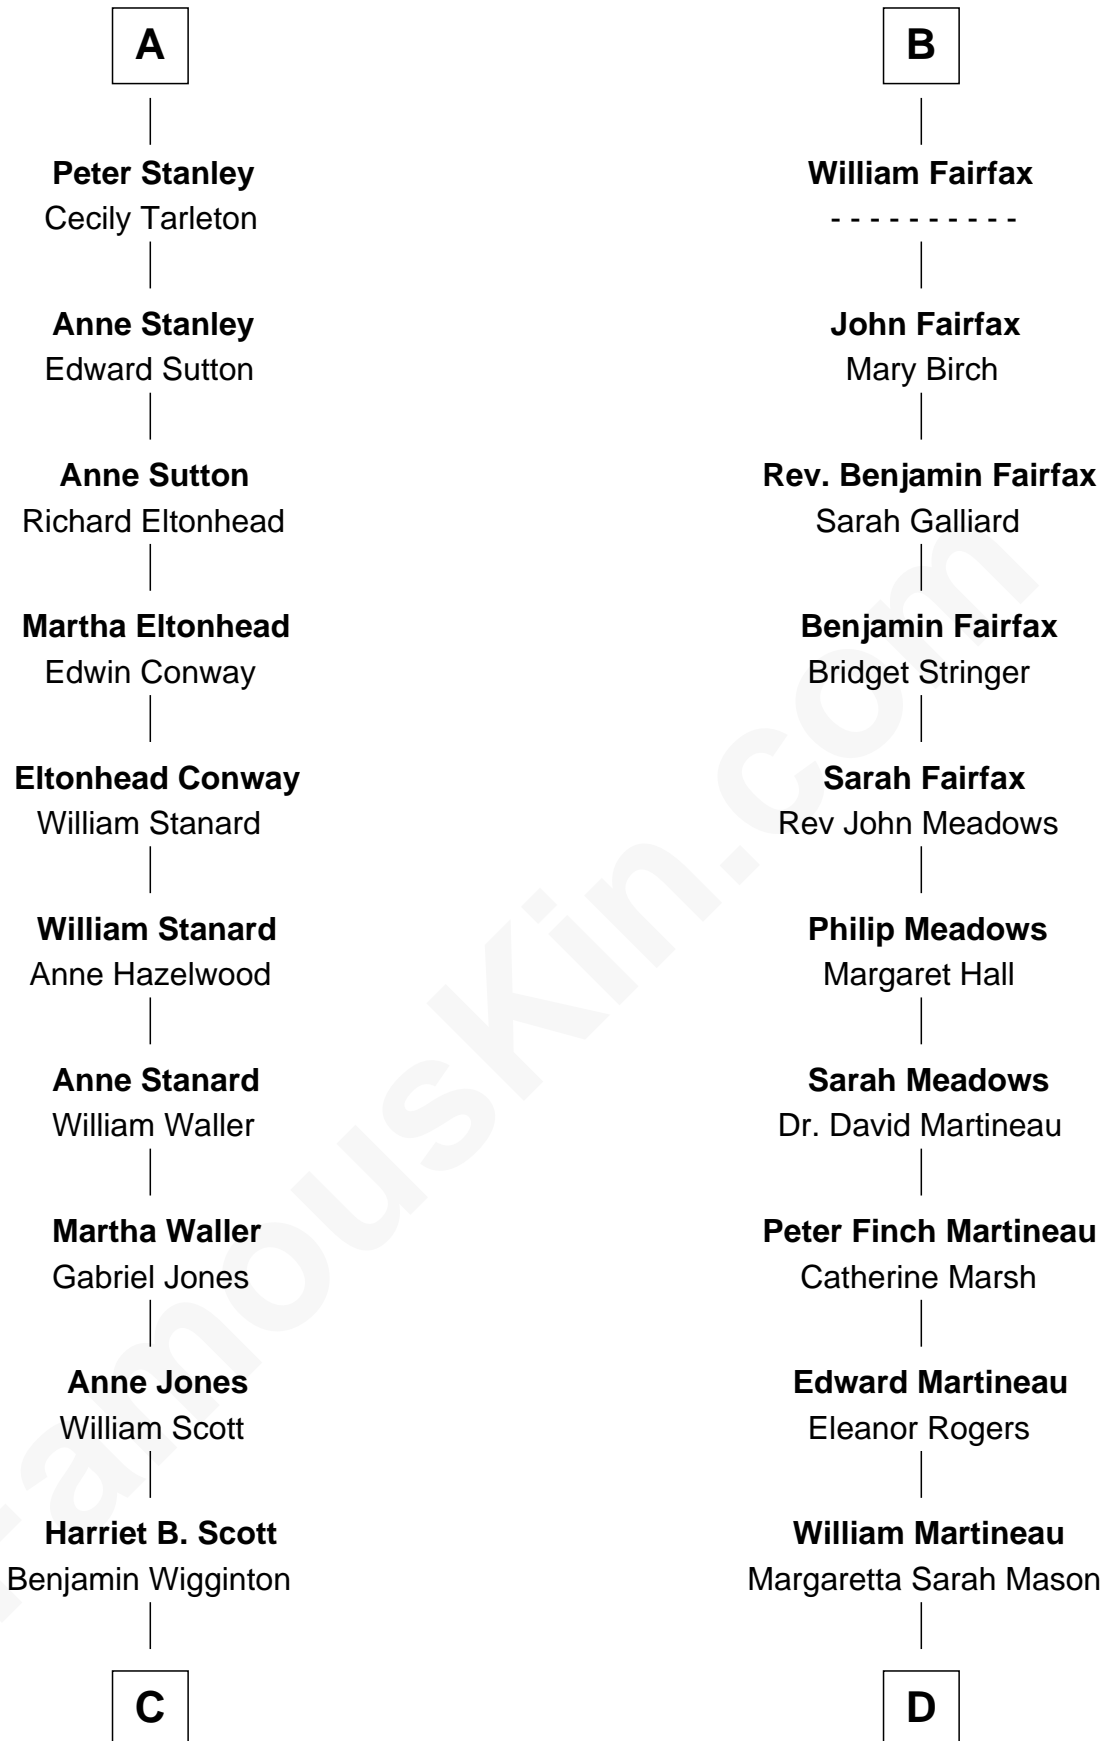 A
Peter Stanley
Cecily Tarleton
Anne Stanley
Edward Sutton
Anne Sutton
Richard Eltonhead
Martha Eltonhead
Edwin Conway
Eltonhead Conway
William Stanard
William Stanard
Anne Hazelwood
Anne Stanard
William Waller
Martha Waller
Gabriel Jones
Anne Jones
William Scott
Harriet B. Scott
Benjamin Wigginton
C
B
William Fairfax
- - - - - - - - - -
John Fairfax
Mary Birch
Rev. Benjamin Fairfax
Sarah Galliard
Benjamin Fairfax
Bridget Stringer
Sarah Fairfax
Rev John Meadows
Philip Meadows
Margaret Hall
Sarah Meadows
Dr. David Martineau
Peter Finch Martineau
Catherine Marsh
Edward Martineau
Eleanor Rogers
William Martineau
Margaretta Sarah Mason
D
FamousKin.com